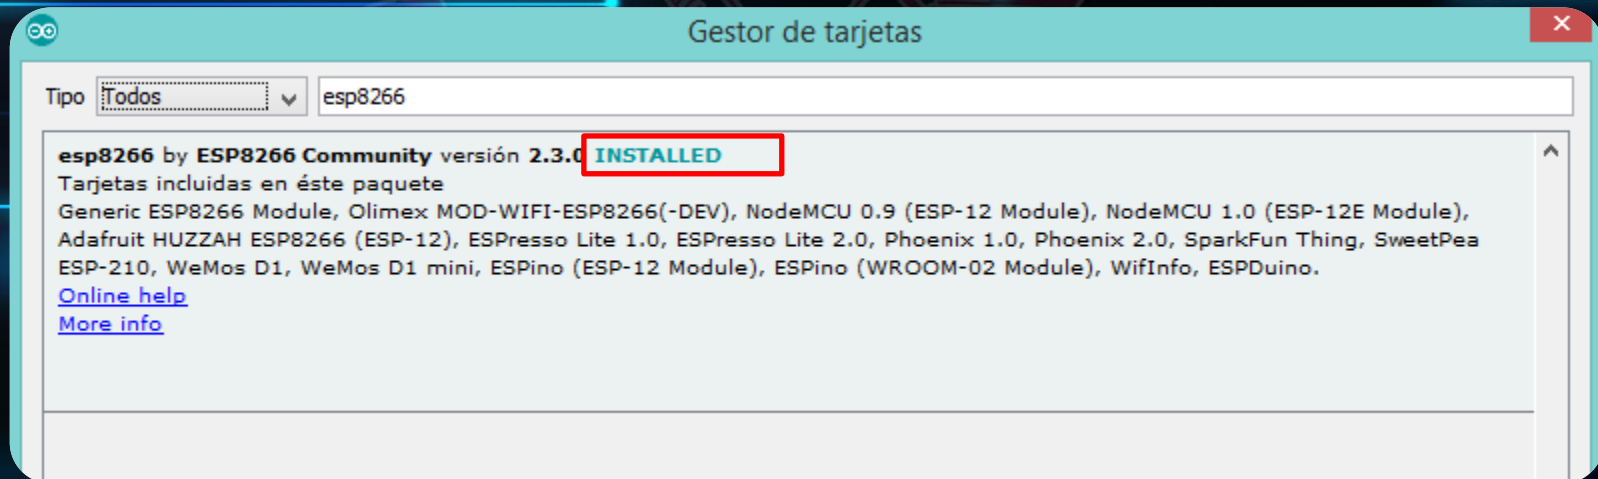 Gestor de tarjetas
Tipo Todos esp8266
esp8266 by ESP8266 Community versión 2.3.0 INSTALLED
Tarjetas incluidas en éste paquete
Generic ESP8266 Module, Olimex MOD-WIFI-ESP8266(-DEV), NodeMCU 0.9 (ESP-12 Module), NodeMCU 1.0 (ESP-12E Module),
Adafruit HUZZAH ESP8266 (ESP-12), ESPresso Lite 1.0, ESPresso Lite 2.0, Phoenix 1.0, Phoenix 2.0, SparkFun Thing, SweetPea
ESP-210, WeMos D1, WeMos D1 mini, ESPino (ESP-12 Module), ESPino (WROOM-02 Module), WifInfo, ESPDuino.
Online help
More info